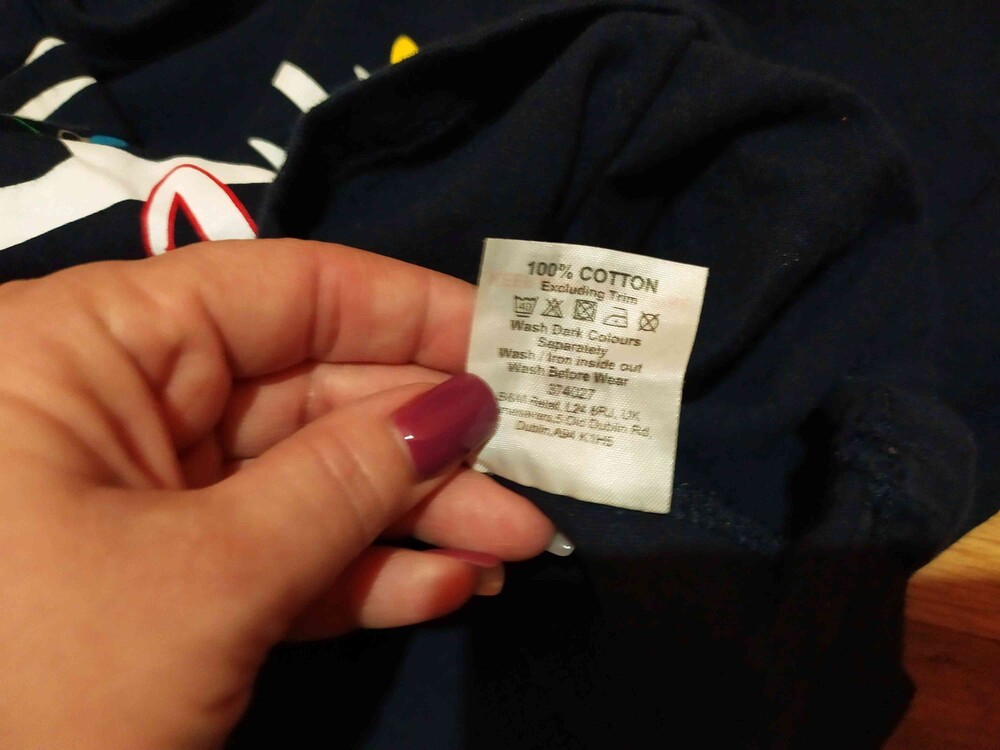 100% COTTON
Excluding Trim
40
Wash Dark Colours
Separately
Wash / Iron inside out
Wash Before Wear
374027
B&M Retail, L24 8RJ, UK
5 Old Dublin Rd,
Dublin, A94 K1H5